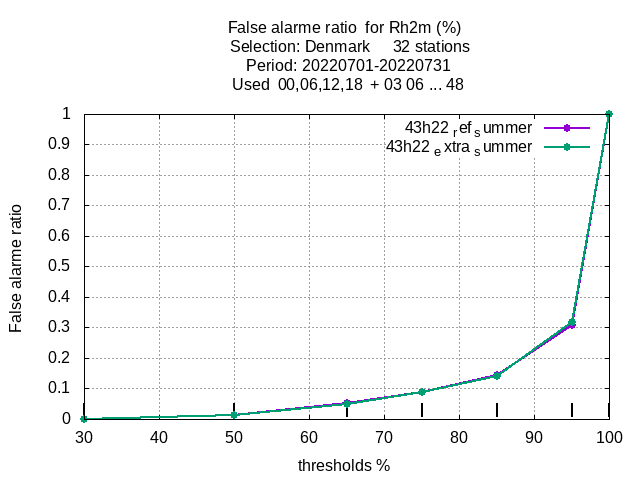 False alarme ratio  for Rh2m (%)
Selection: Denmark     32 stations
Period: 20220701-20220731
Used  00,06,12,18  + 03 06 ... 48
43h22 ref summer
43h22 extra summer
1
0.9
0.8
0.7
0.6
0.5
0.4
0.3
0.2
0.1
0
False alarme ratio
30 40 50 60 70 80 90 100
thresholds %